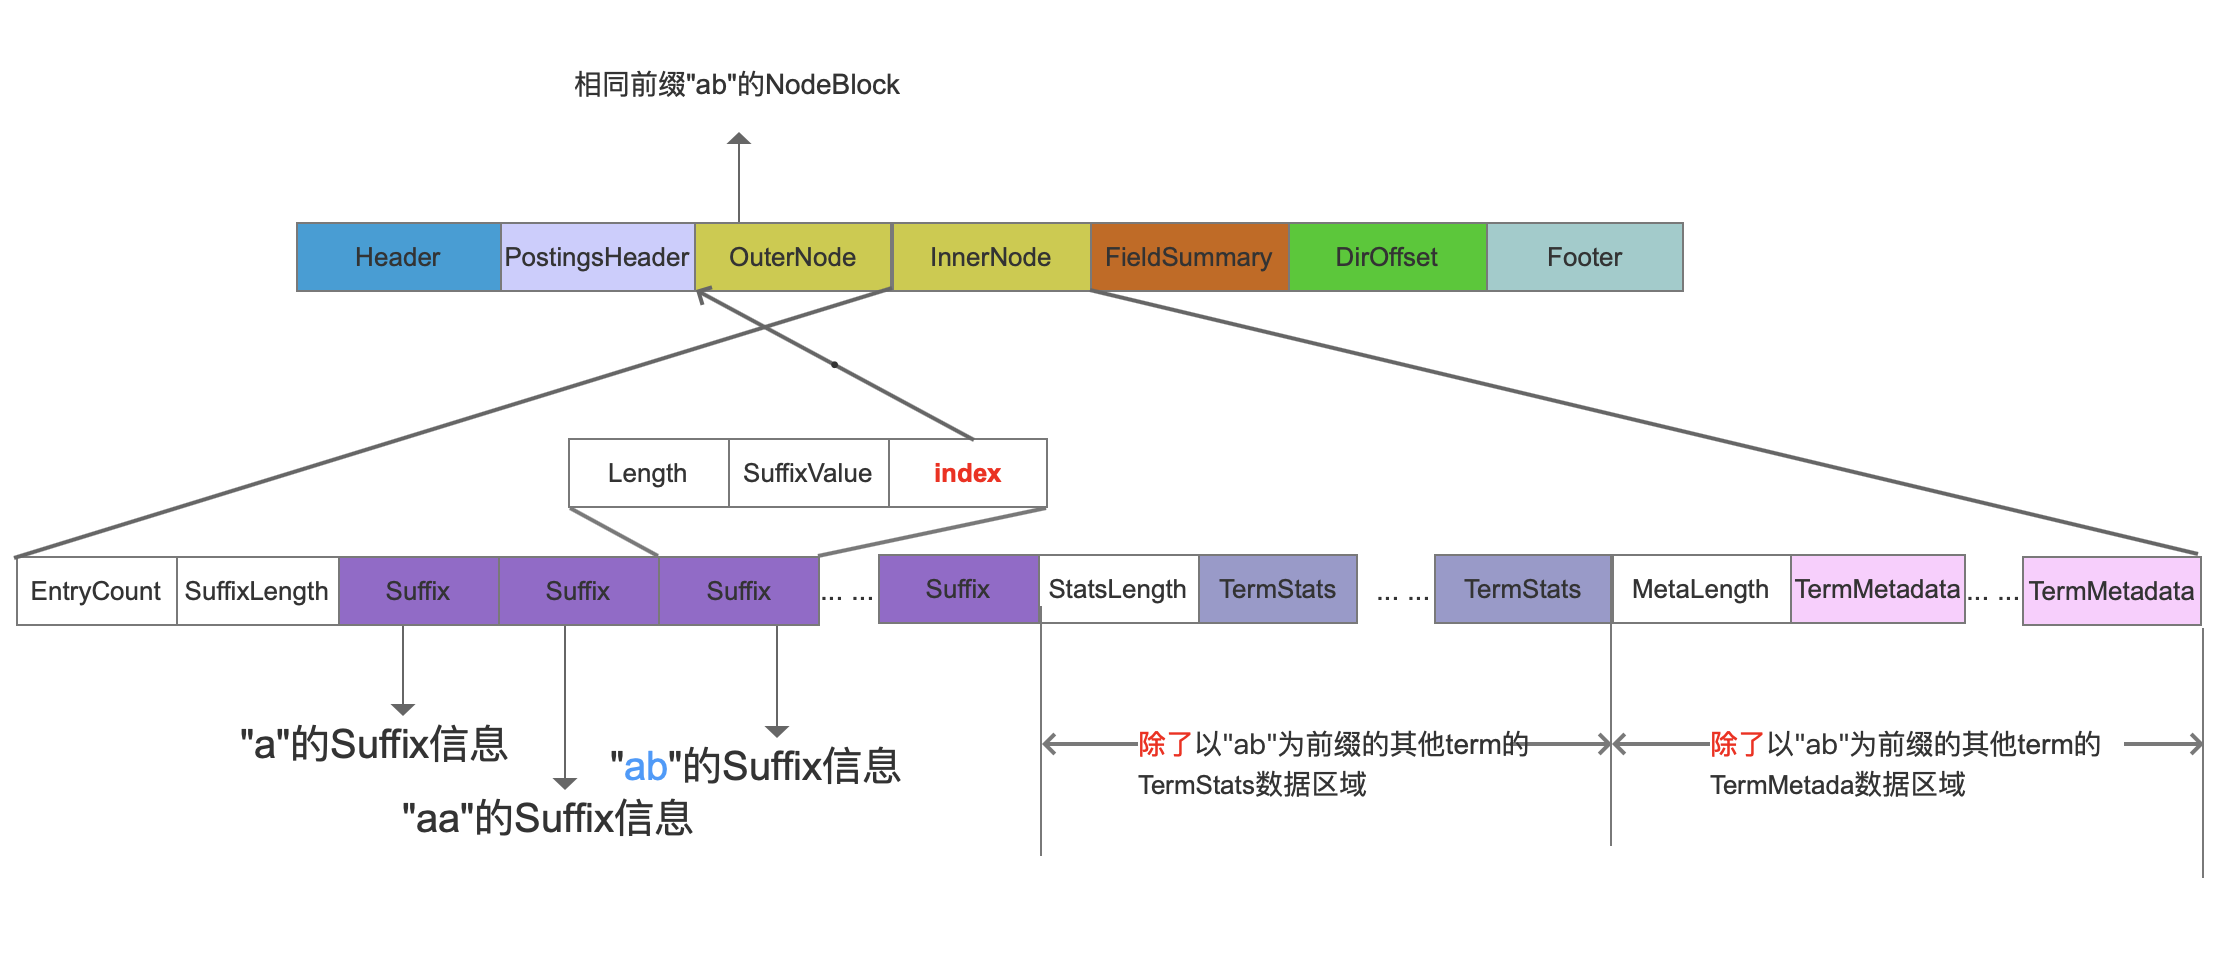 相同前缀"ab"的NodeBlock
Header PostingsHeader OuterNode InnerNode FieldSummary DirOffset Footer
Length SuffixValue index
EntryCount SuffixLength Suffix Suffix Suffix ... ... Suffix StatsLength TermStats ... ... TermStats MetaLength TermMetadata ... ... TermMetadata
"a"的Suffix信息
"aa"的Suffix信息
"ab"的Suffix信息
除了以"ab"为前缀的其他term的
TermStats数据区域
除了以"ab"为前缀的其他term的
TermMetada数据区域